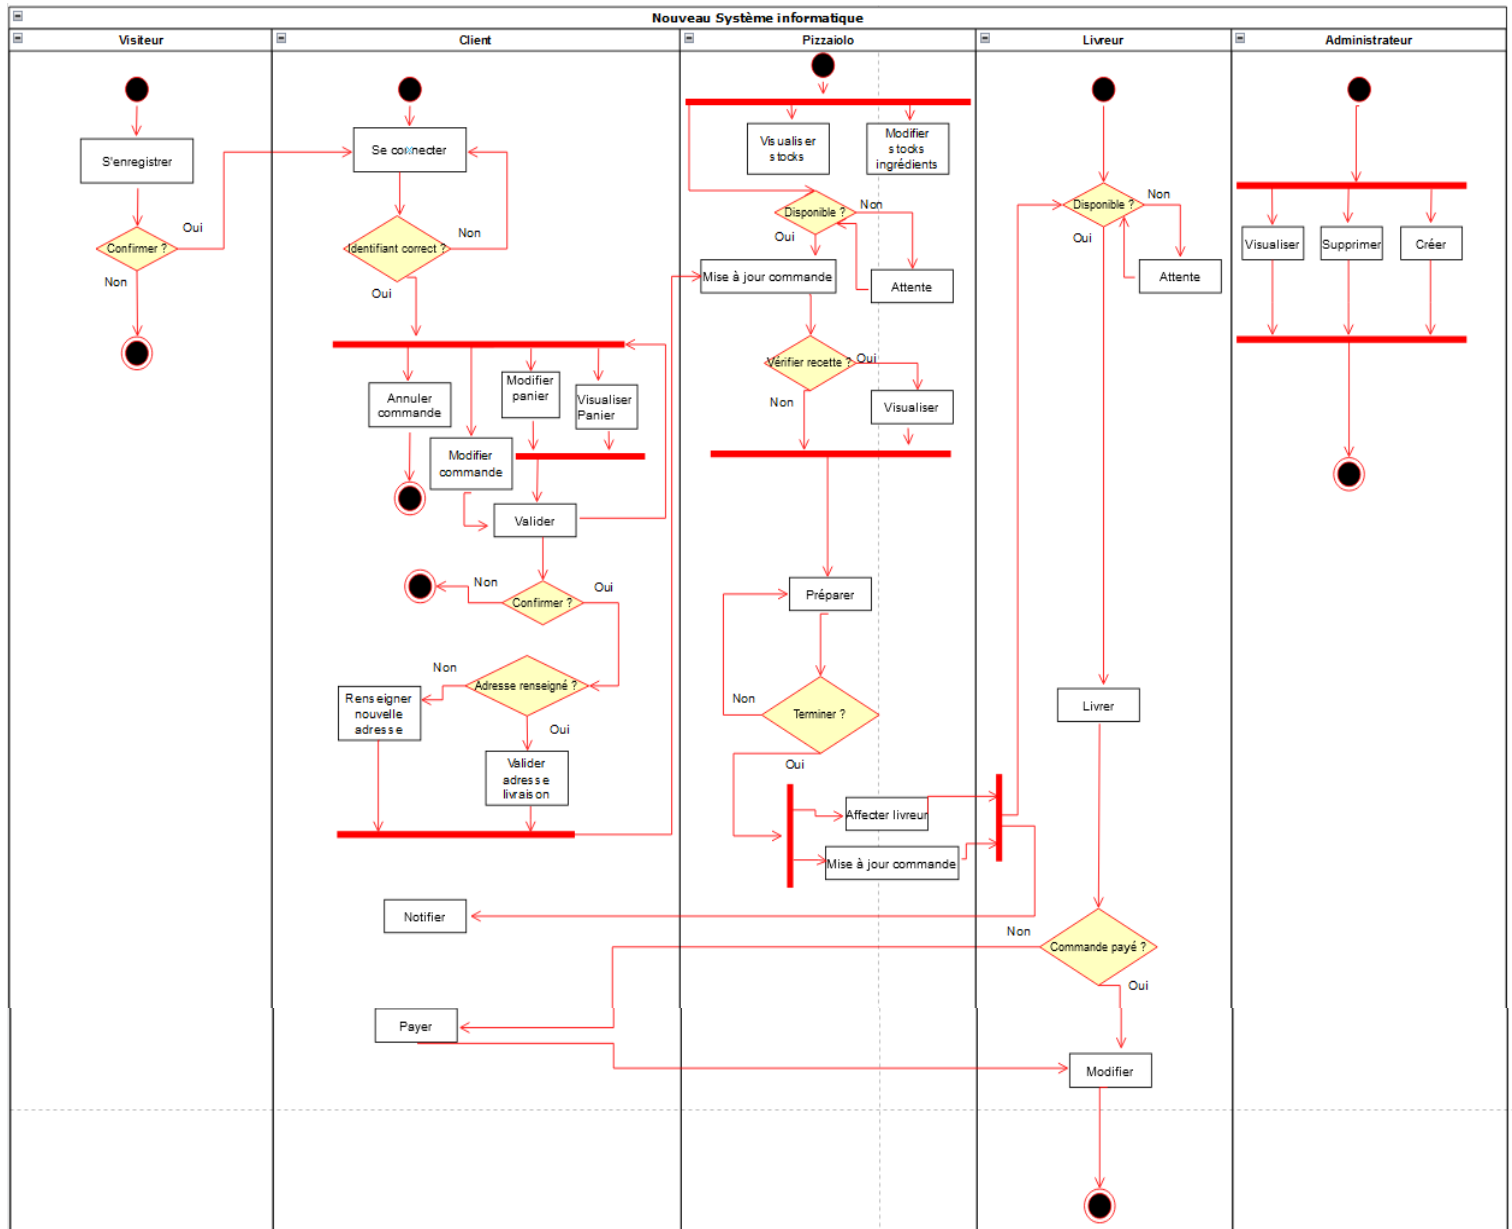 Nouveau Système informatique
Visiteur
Client
Pizzaiolo
Livreur
Administrateur
S'enregistrer
Confirmer ?
Oui
Non
Se connecter
Identifiant correct ?
Non
Oui
Annuler
commande
Modifier
commande
Modifier
panier
Visualiser
Panier
Valider
Confirmer ?
Non
Oui
Adresse renseigné ?
Non
Oui
Renseigner
nouvelle
adresse
Valider
adresse
livraison
Notifier
Payer
Visualiser
stocks
Modifier
stocks
ingrédients
Disponible ?
Non
Oui
Mise à jour commande
Attente
Vérifier recette ?
Oui
Non
Visualiser
Préparer
Terminer ?
Non
Oui
Affecter livreur
Mise à jour commande
Disponible ?
Non
Oui
Attente
Livrer
Commande payé ?
Non
Oui
Modifier
Visualiser
Supprimer
Créer